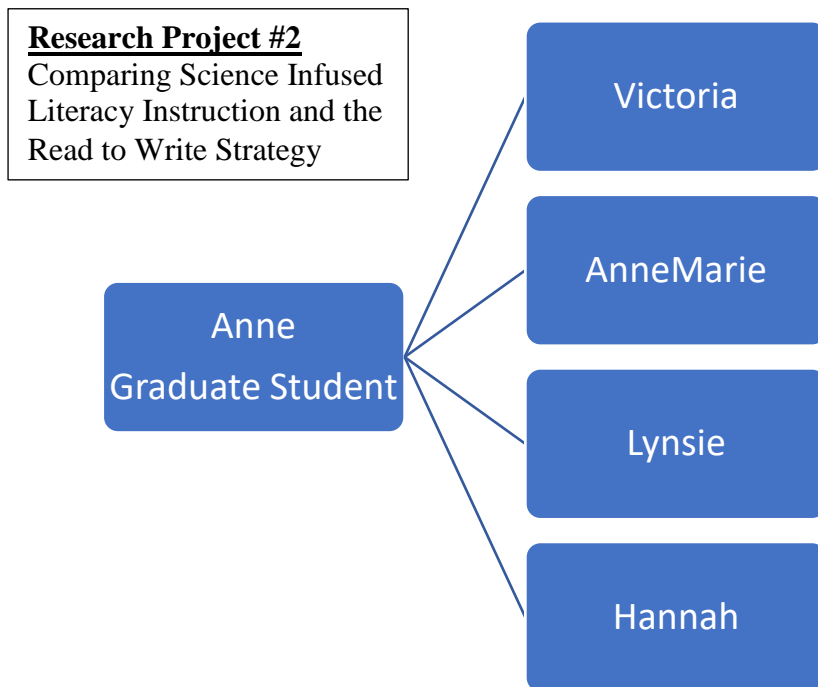 Research Project #2
Comparing Science Infused
Literacy Instruction and the
Read to Write Strategy
Anne
Graduate Student
Victoria
AnneMarie
Lynsie
Hannah